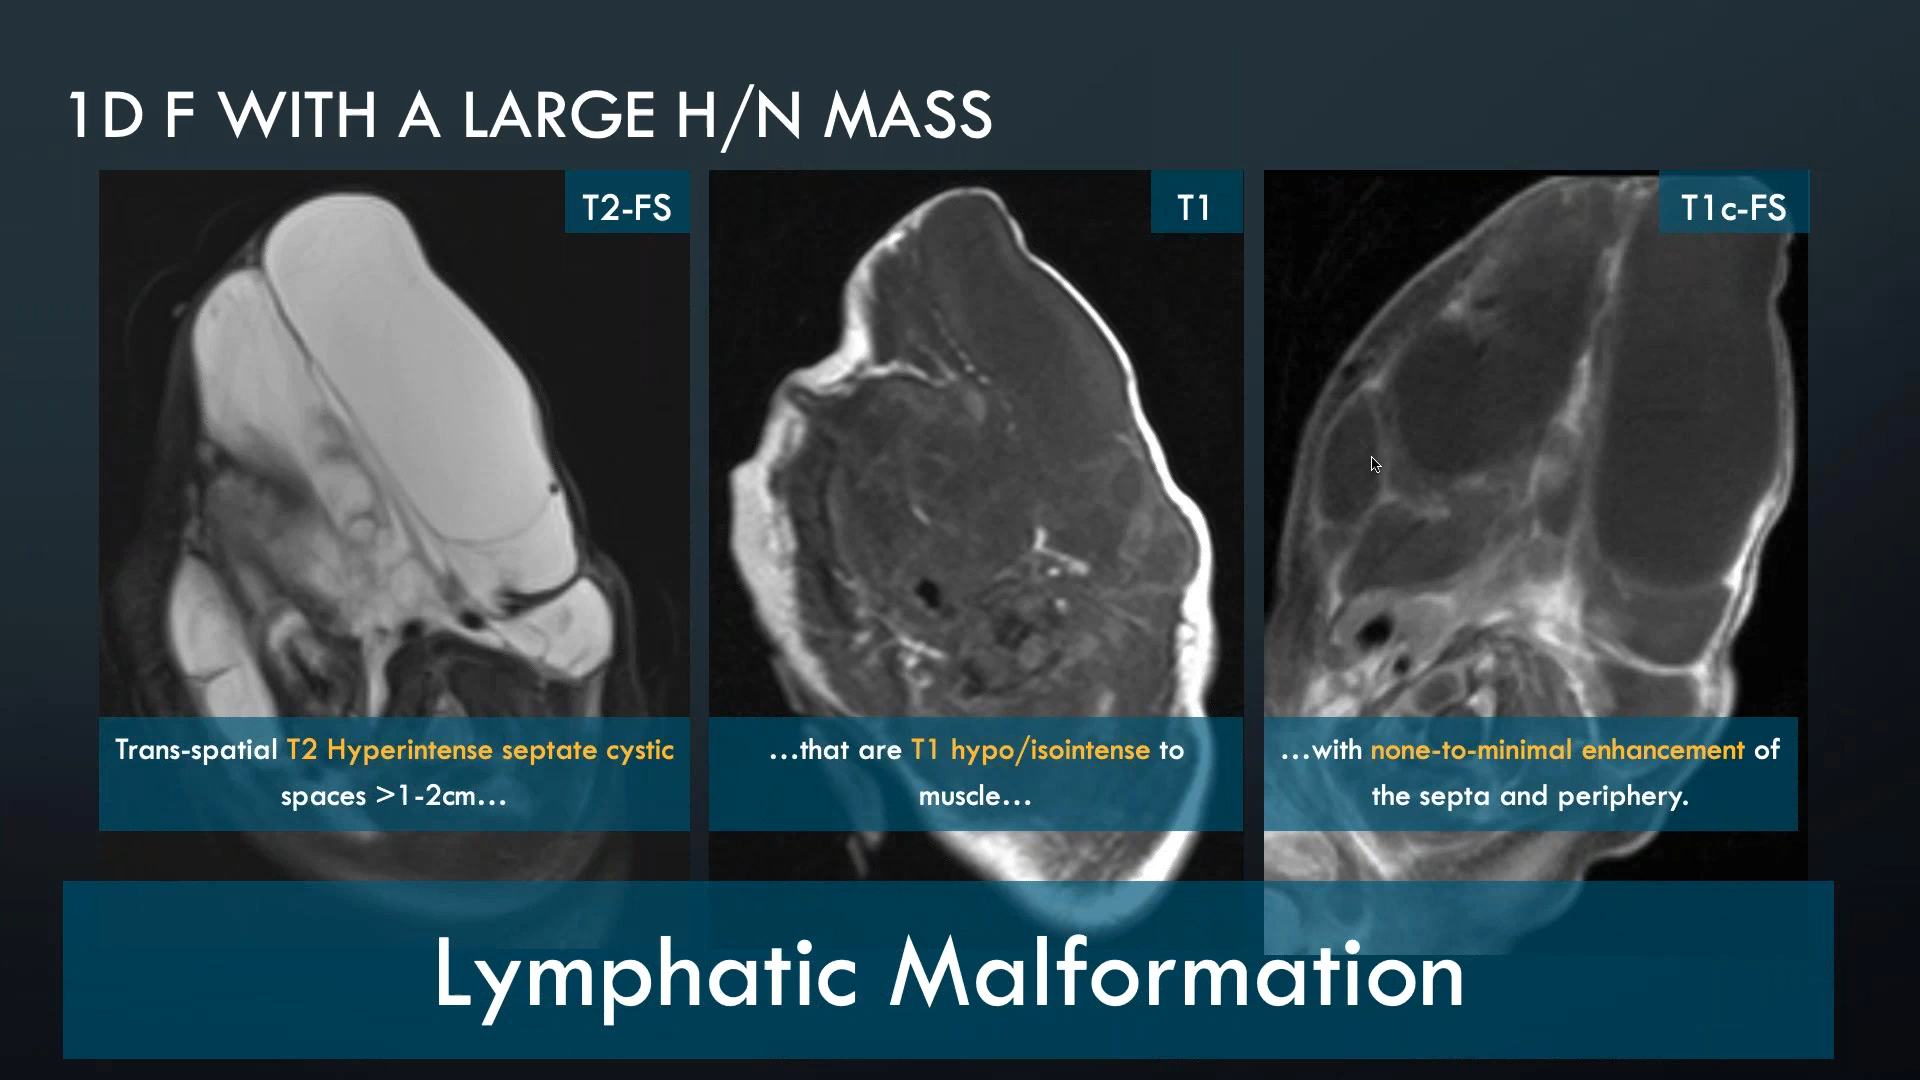 1D F WITH A LARGE H/N MASS
T2-FS
T1
T1c-FS
Trans-spatial T2 Hyperintense septate cystic
spaces >1-2cm…
…that are T1 hypo/isointense to
muscle…
…with none-to-minimal enhancement of
the septa and periphery.
Lymphatic Malformation